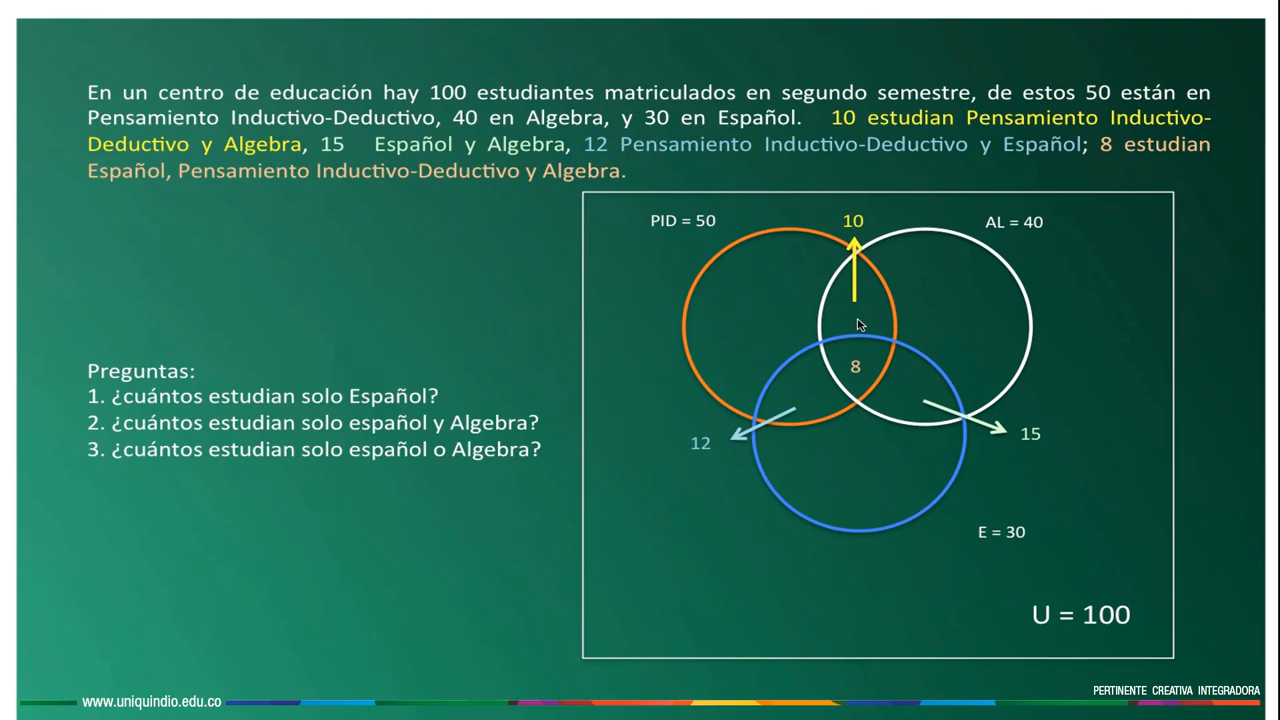 En un centro de educación hay 100 estudiantes matriculados en segundo semestre, de estos 50 están en
Pensamiento Inductivo-Deductivo, 40 en Algebra, y 30 en Español. 10 estudian Pensamiento Inductivo-
Deductivo y Algebra, 15 Español y Algebra, 12 Pensamiento Inductivo-Deductivo y Español; 8 estudian
Español, Pensamiento Inductivo-Deductivo y Algebra.
PID = 50
10
AL = 40
8
12
15
E = 30
U = 100
Preguntas:
1. ¿cuántos estudian solo Español?
2. ¿cuántos estudian solo español y Algebra?
3. ¿cuántos estudian solo español o Algebra?
www.uniquindio.edu.co
PERTINENTE CREATIVA INTEGRADORA